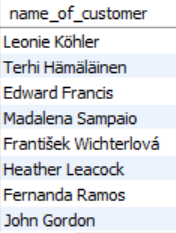 name_of_customer
Leonie Köhler
Terhi Hämäläinen
Edward Francis
Madalena Sampaio
František Wichterlová
Heather Leacock
Fernanda Ramos
John Gordon